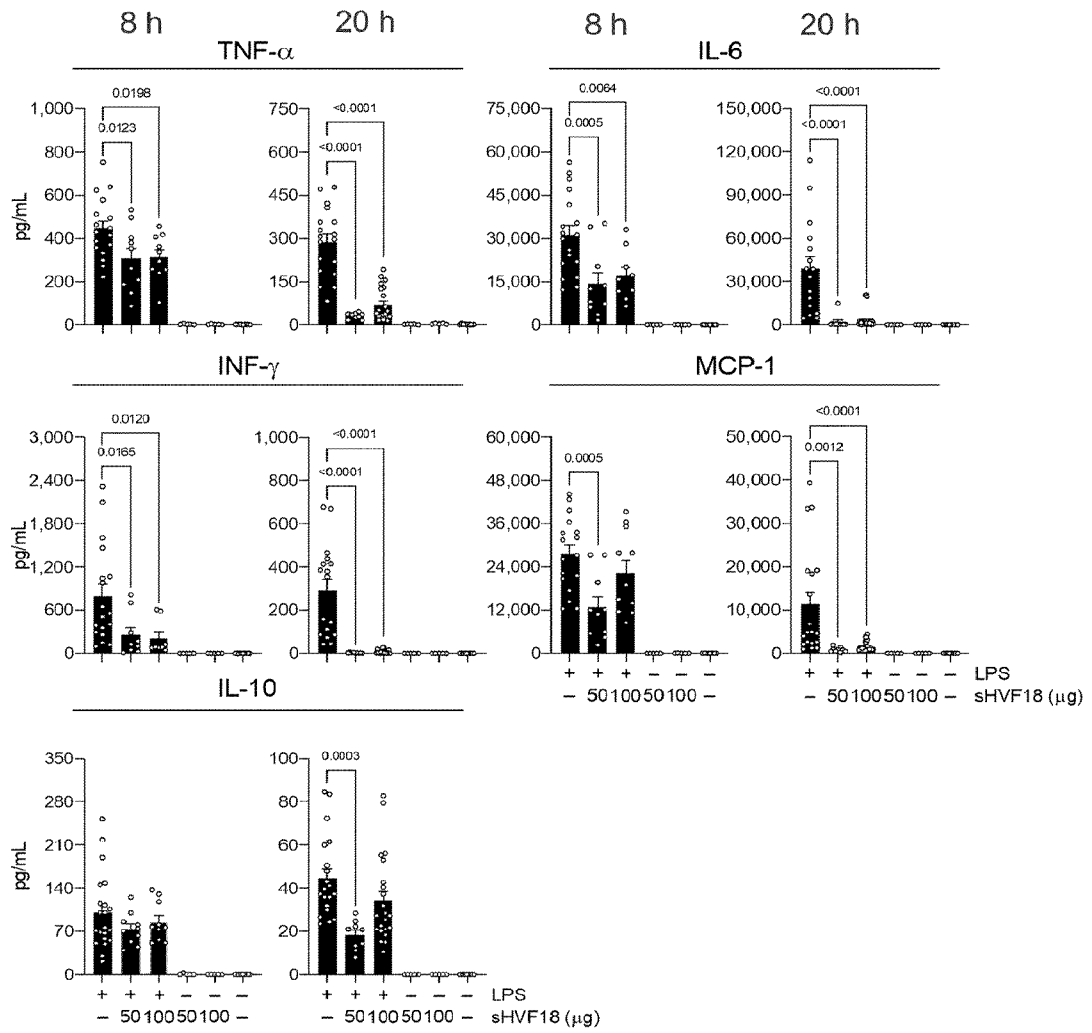 8 h 20 h 8 h 20 h
TNF-α IL-6
0.0198 <0.0001 0.0064 <0.0001
0.0123 <0.0001 0.0005 <0.0001
pg/mL
1,000 750 75,000 150,000
800 600 60,000 120,000
600 450 45,000 90,000
400 300 30,000 60,000
200 150 15,000 30,000
0 0 0 0
INF-γ MCP-1
0.0120 <0.0001 <0.0001
0.0165 <0.0001 0.0005 0.0012
pg/mL
3,000 1,000 60,000 50,000
2,400 800 48,000 40,000
1,800 600 36,000 30,000
1,200 400 24,000 20,000
600 200 12,000 10,000
0 0 0 0
+ + + – – – + + + – – – LPS
– 50 100 50 100 – – 50 100 50 100 – sHVF18 (μg)
IL-10
0.0003
pg/mL
350 100
280 80
210 60
140 40
70 20
0 0
+ + + – – – + + + – – – LPS
– 50 100 50 100 – – 50 100 50 100 – sHVF18 (μg)